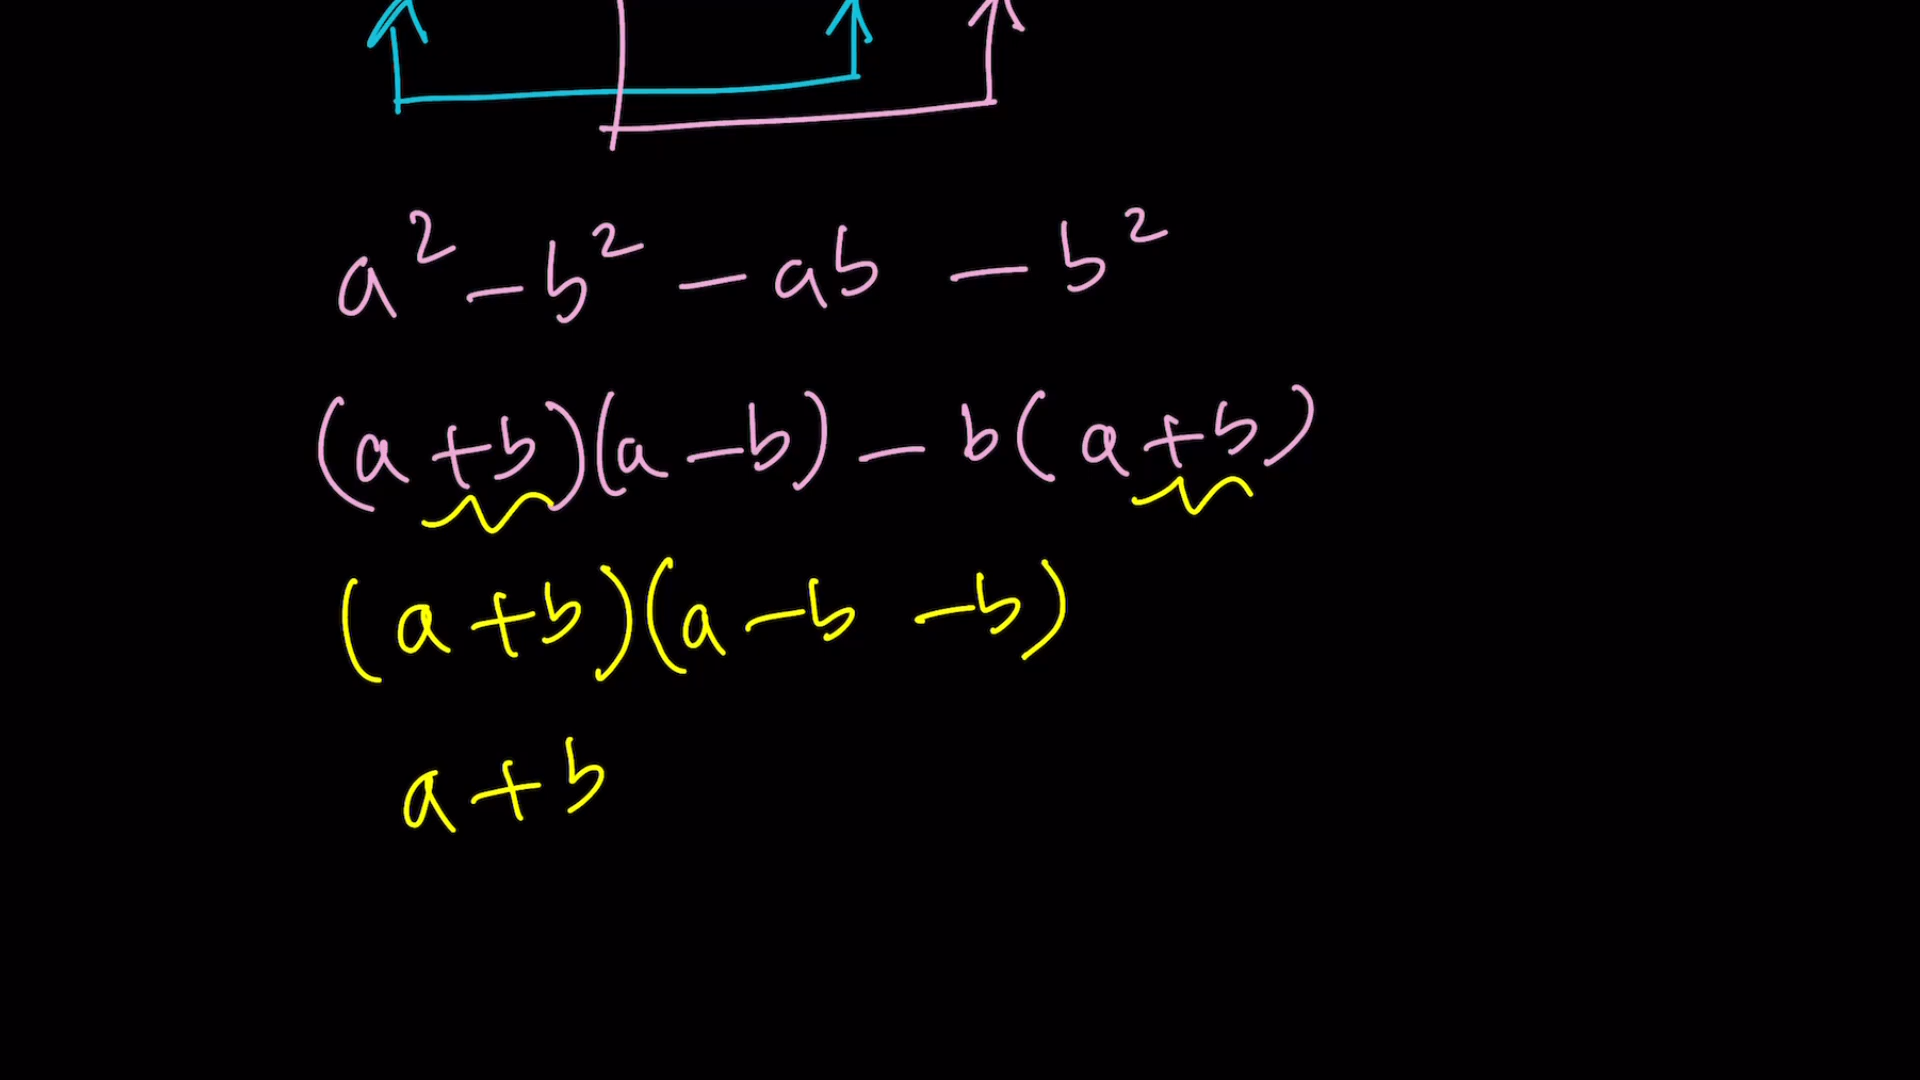 a² - b² - ab - b²
(a + b)(a - b) - b(a + b)
(a + b)(a - b - b)
a + b